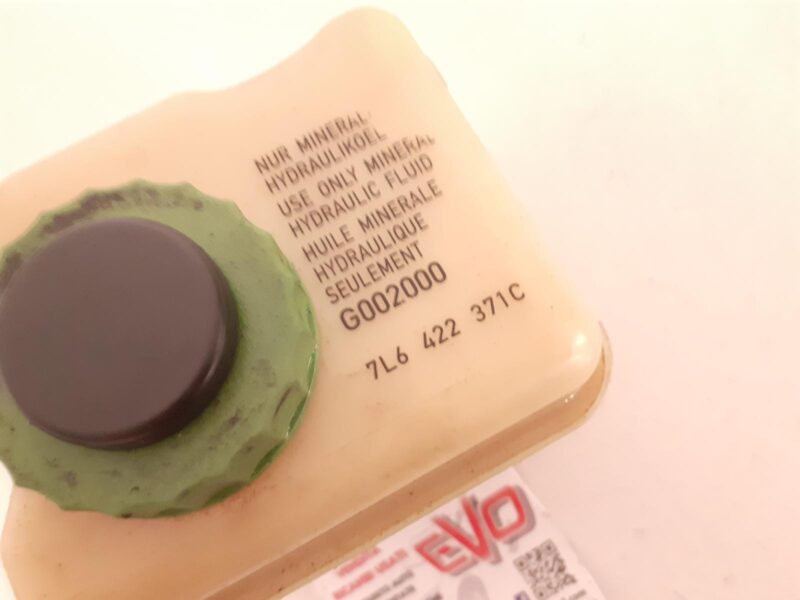 NUR MINERAL-
HYDRAULIKOEL
USE ONLY MINERAL
HYDRAULIC FLUID
HUILE MINERALE
HYDRAULIQUE
SEULEMENT
G002000
7L6 422 371C
EVO